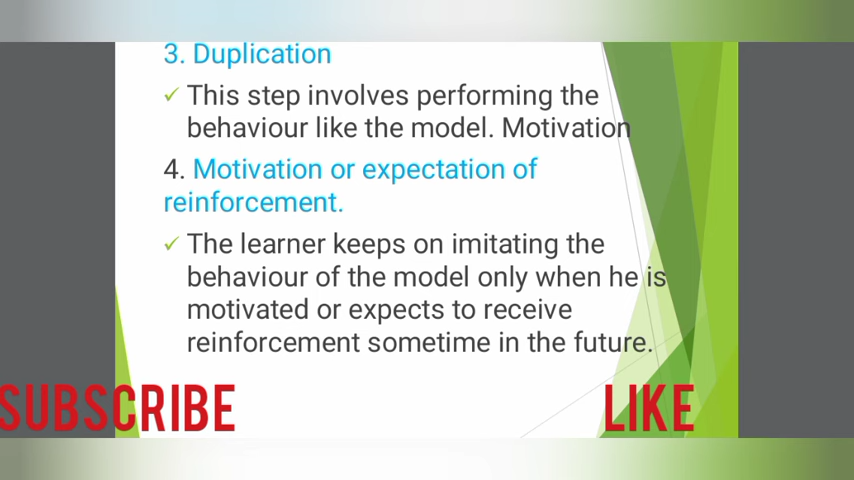 3. Duplication
✓ This step involves performing the
behaviour like the model. Motivation
4. Motivation or expectation of
reinforcement.
✓ The learner keeps on imitating the
behaviour of the model only when he is
motivated or expects to receive
reinforcement sometime in the future.
SUBSCRIBE
LIKE